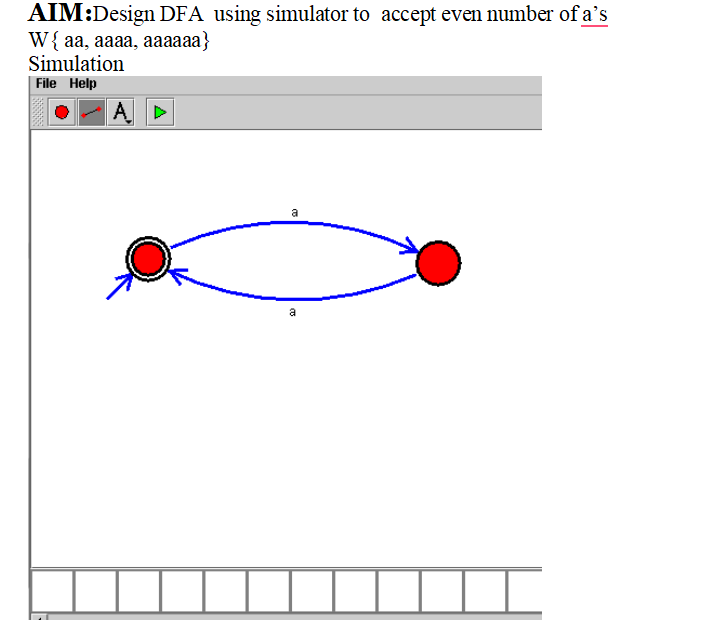 AIM:Design DFA using simulator to accept even number of a’s
W{ aa, aaaa, aaaaaa}
Simulation
File Help
A
a
a